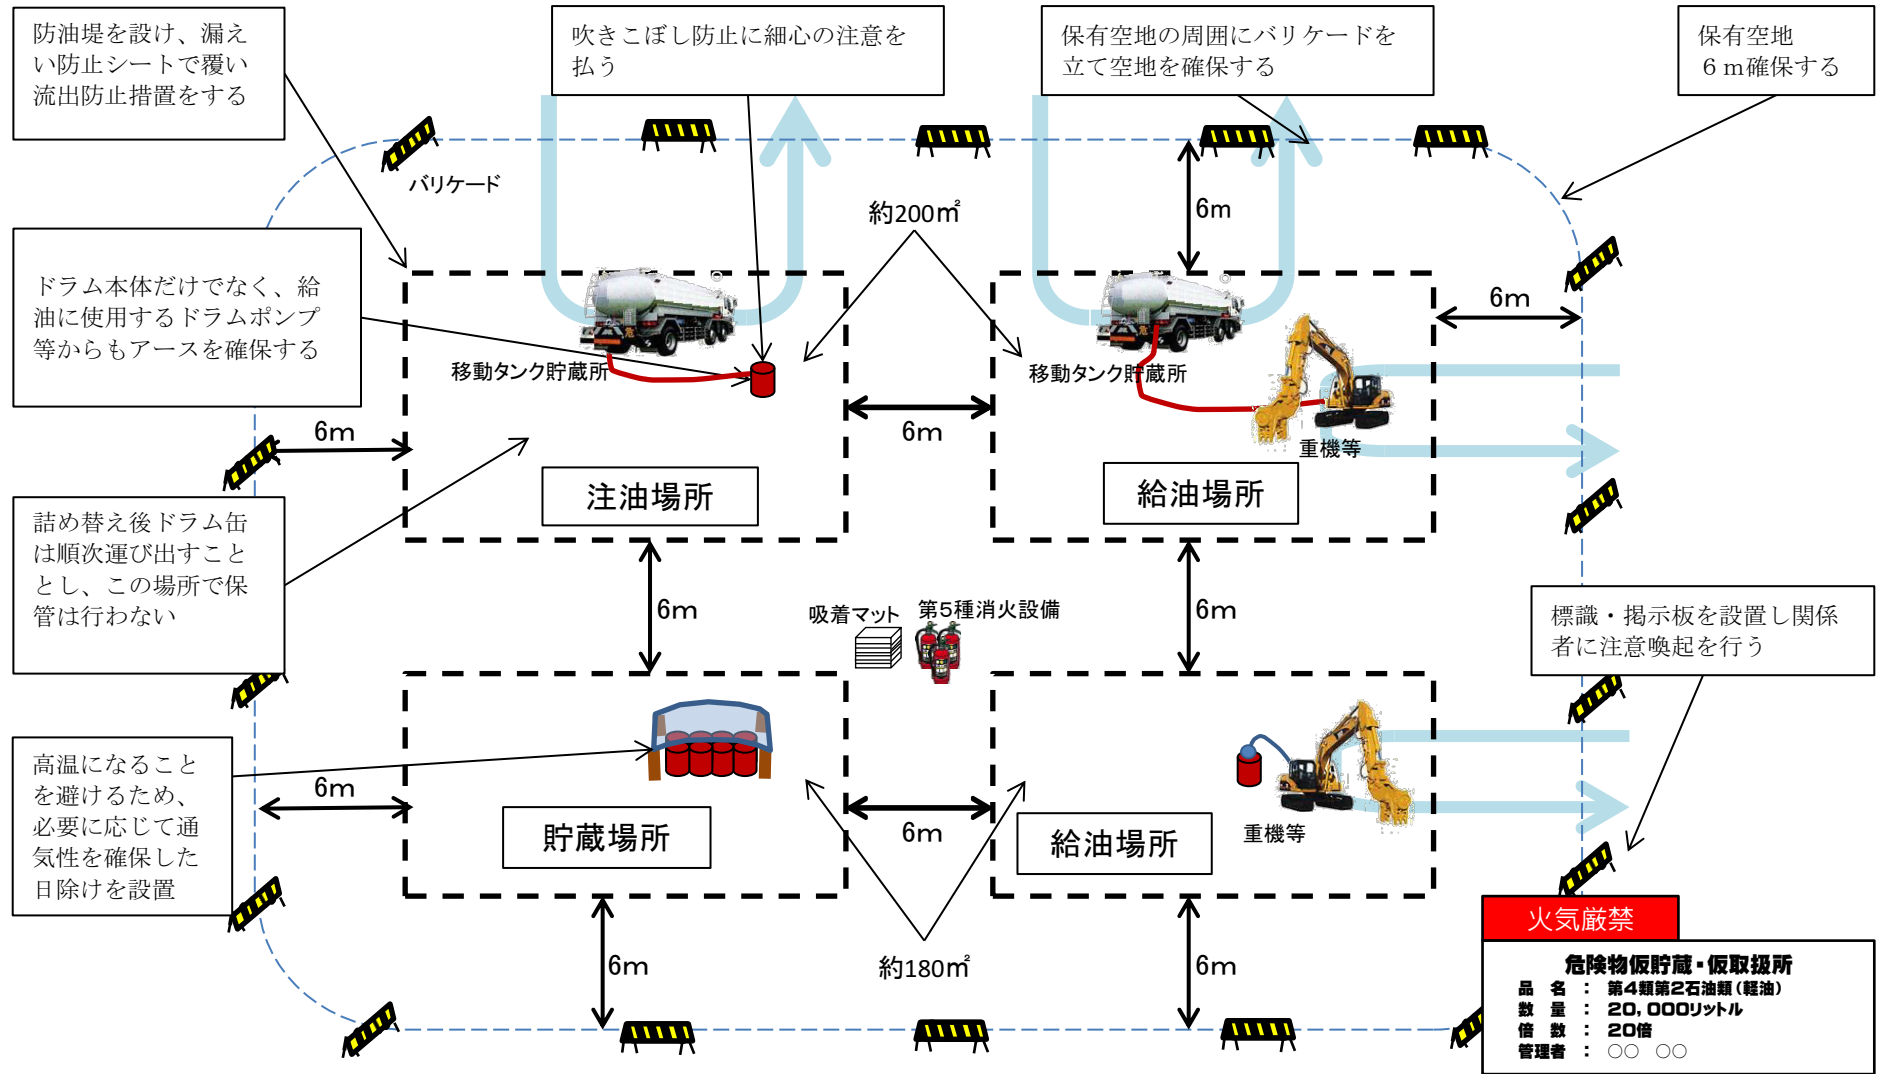 防油堤を設け、漏え
い防止シートで覆い
流出防止措置をする
吹きこぼし防止に細心の注意を
払う
保有空地の周囲にバリケードを
立て空地を確保する
保有空地
６ｍ確保する
バリケード
約200㎡
6m
ドラム本体だけでなく、給
油に使用するドラムポンプ
等からもアースを確保する
移動タンク貯蔵所
移動タンク貯蔵所
6m
6m
6m
重機等
注油場所
給油場所
詰め替え後ドラム缶
は順次運び出すこと
とし、この場所で保
管は行わない
6m
吸着マット
第5種消火設備
6m
標識・掲示板を設置し関係
者に注意喚起を行う
高温になること
を避けるため、
必要に応じて通
気性を確保した
日除けを設置
6m
6m
重機等
貯蔵場所
給油場所
6m
約180㎡
6m
火気厳禁
危険物仮貯蔵・仮取扱所
品　名　：　第4類第2石油類（軽油）
数　量　：　20,000リットル
倍　数　：　20倍
管理者　：　○○　○○